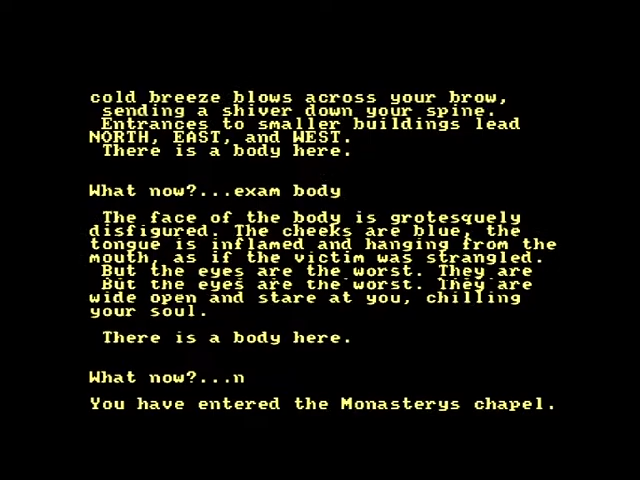 cold breeze blows across your brow,
sending a shiver down your spine.
Entrances to smaller buildings lead
NORTH, EAST, and WEST.
There is a body here.
What now?...exam body
The face of the body is grotesquely
disfigured. The cheeks are blue, the
tongue is inflamed and hanging from the
mouth, as if the victim was strangled.
But the eyes are the worst. They are
But the eyes are the worst. They are
wide open and stare at you, chilling
your soul.
There is a body here.
What now?...n
You have entered the Monasterys chapel.